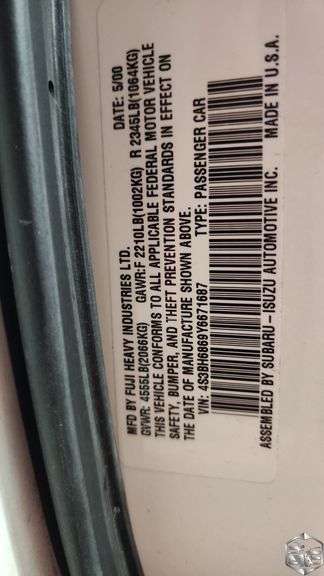 MFD BY FUJI HEAVY INDUSTRIES LTD. DATE: 5/00
GVWR: 4555LB(2066KG) GAWR:F 2210LB(1002KG) R 2345LB(1064KG)
THIS VEHICLE CONFORMS TO ALL APPLICABLE FEDERAL MOTOR VEHICLE
SAFETY, BUMPER, AND THEFT PREVENTION STANDARDS IN EFFECT ON
THE DATE OF MANUFACTURE SHOWN ABOVE.
VIN: 4S3BH6869Y6671687 TYPE: PASSENGER CAR
ASSEMBLED BY SUBARU-ISUZU AUTOMOTIVE INC. MADE IN U.S.A.